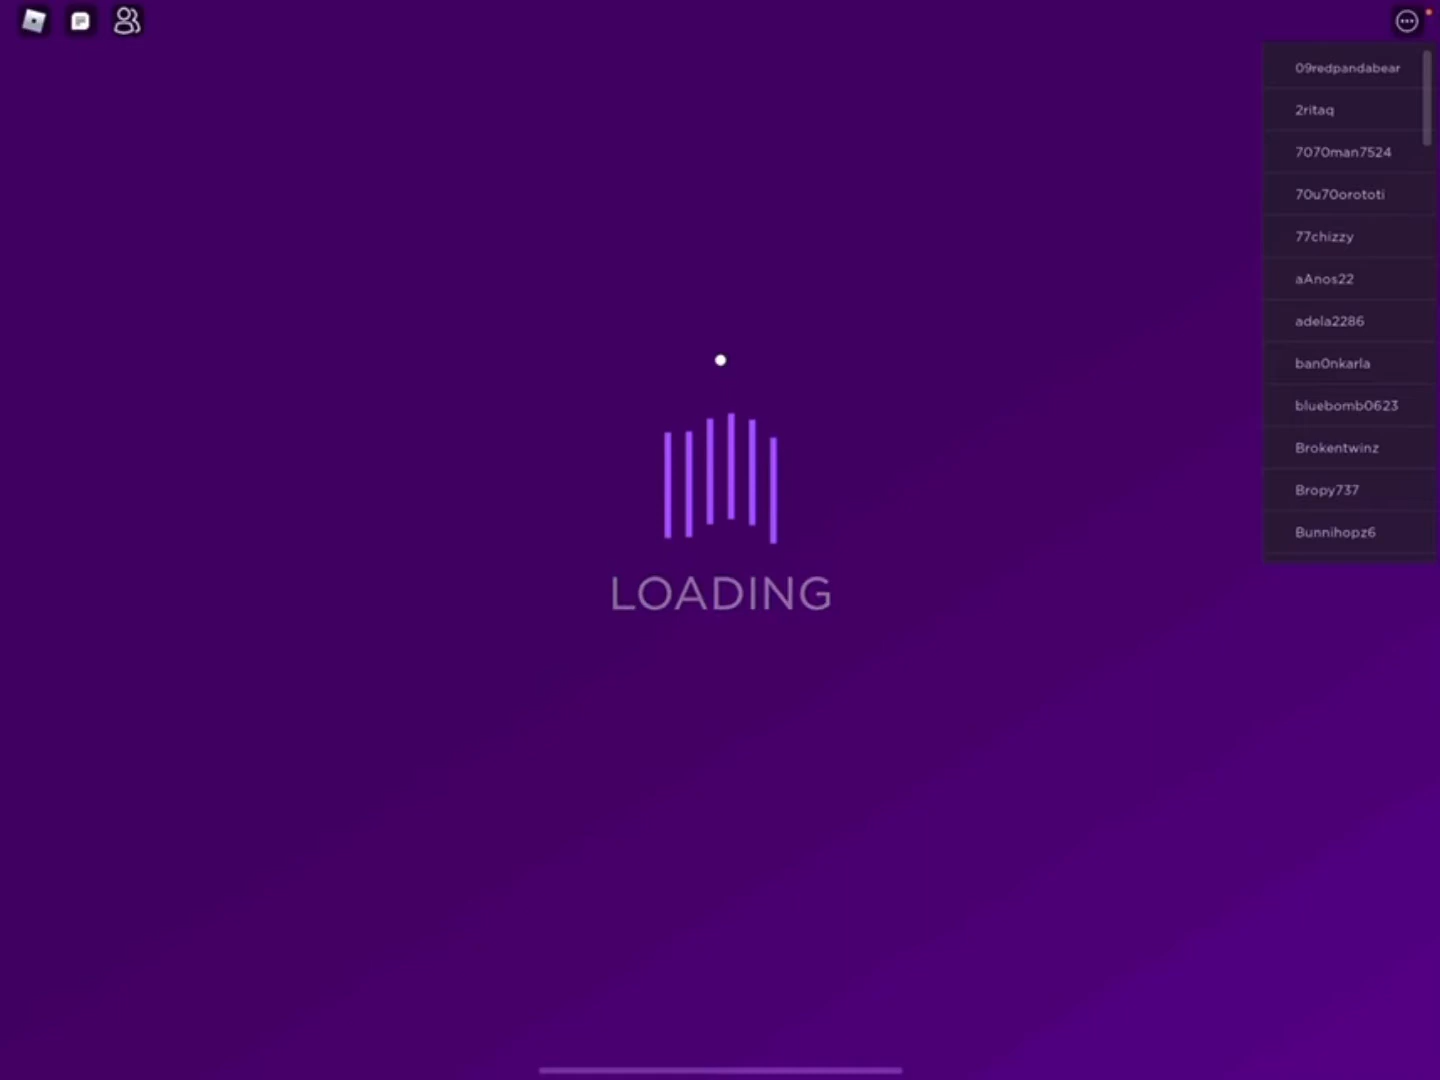 09redpandabear
2ritaq
7070man7524
70u70orototi
77chizzy
aAnos22
adela2286
ban0nkarla
bluebomb0623
Brokentwinz
Bropy737
Bunnihopz6
LOADING